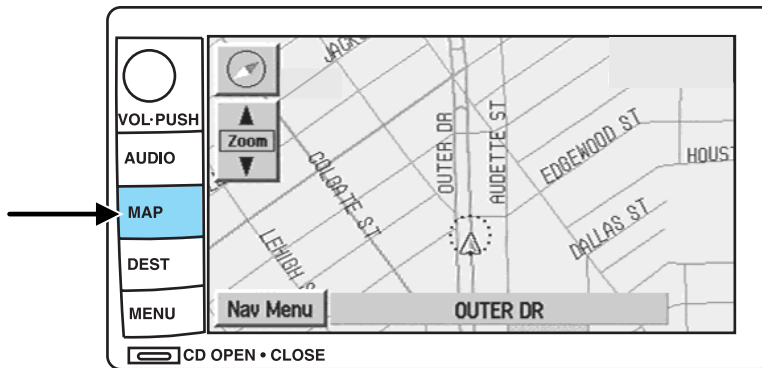 VOL·PUSH
AUDIO
MAP
DEST
MENU
CD OPEN • CLOSE
Zoom
OUTER DR
AUDETTE ST
EDGEWOOD ST
HOUST
COLGATE ST
DALLAS ST
LEHIGH S
Nav Menu
OUTER DR